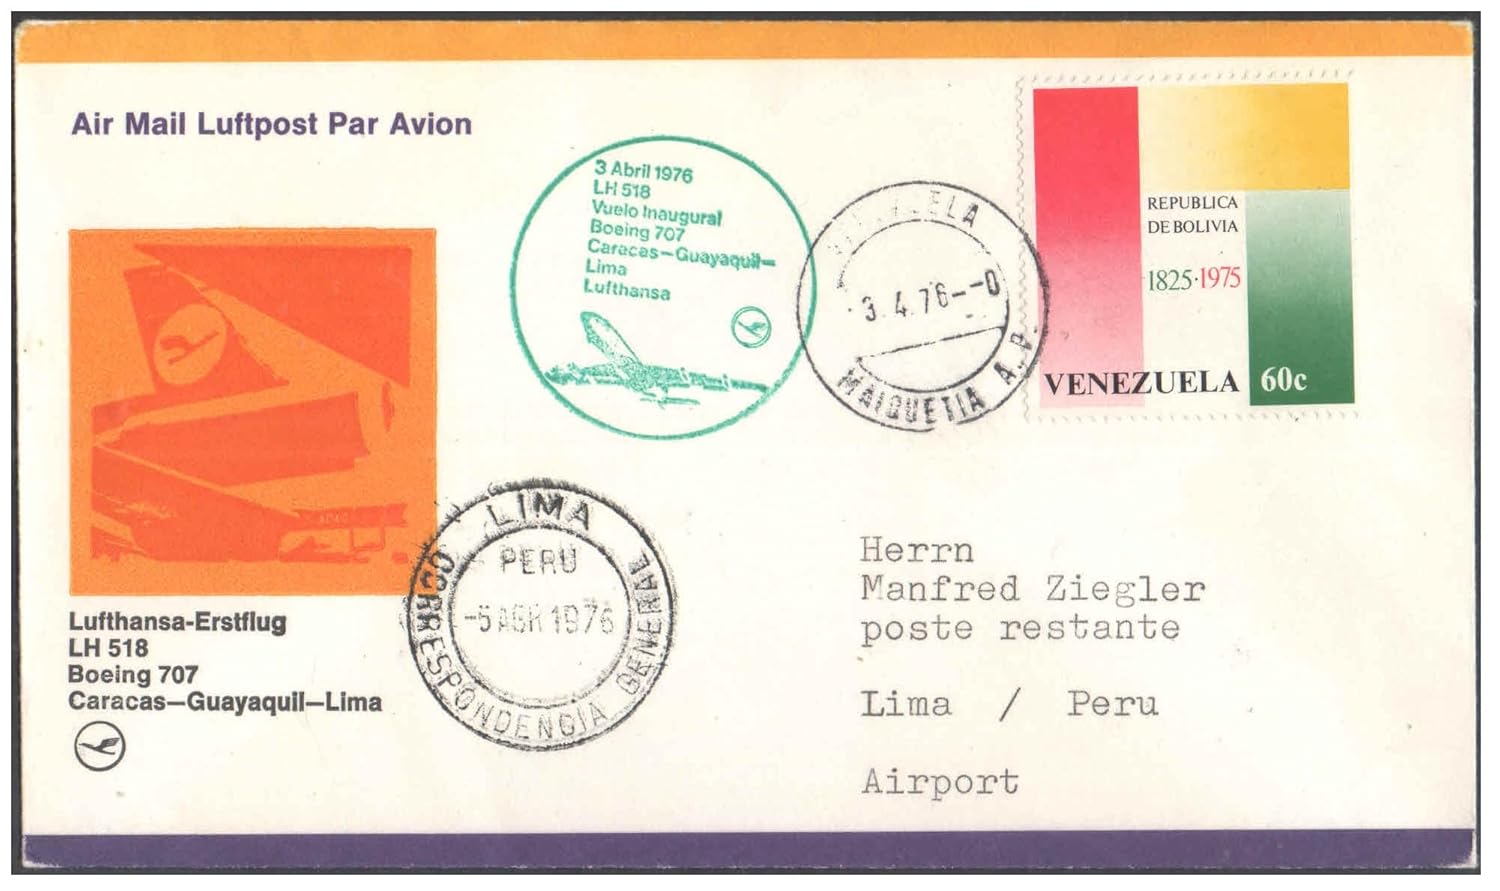 Air Mail Luftpost Par Avion
3 Abril 1976
LH 518
Vuelo Inaugural
Boeing 707
Caracas–Guayaquil–
Lima
Lufthansa
3.4.76--0
MAIQUETIA A.P.
REPUBLICA
DE BOLIVIA
1825·1975
VENEZUELA 60c
LIMA
PERU
-5 ABR 1976
CORRESPONDENCIA GENERAL
Lufthansa-Erstflug
LH 518
Boeing 707
Caracas–Guayaquil–Lima
Herrn
Manfred Ziegler
poste restante
Lima / Peru
Airport